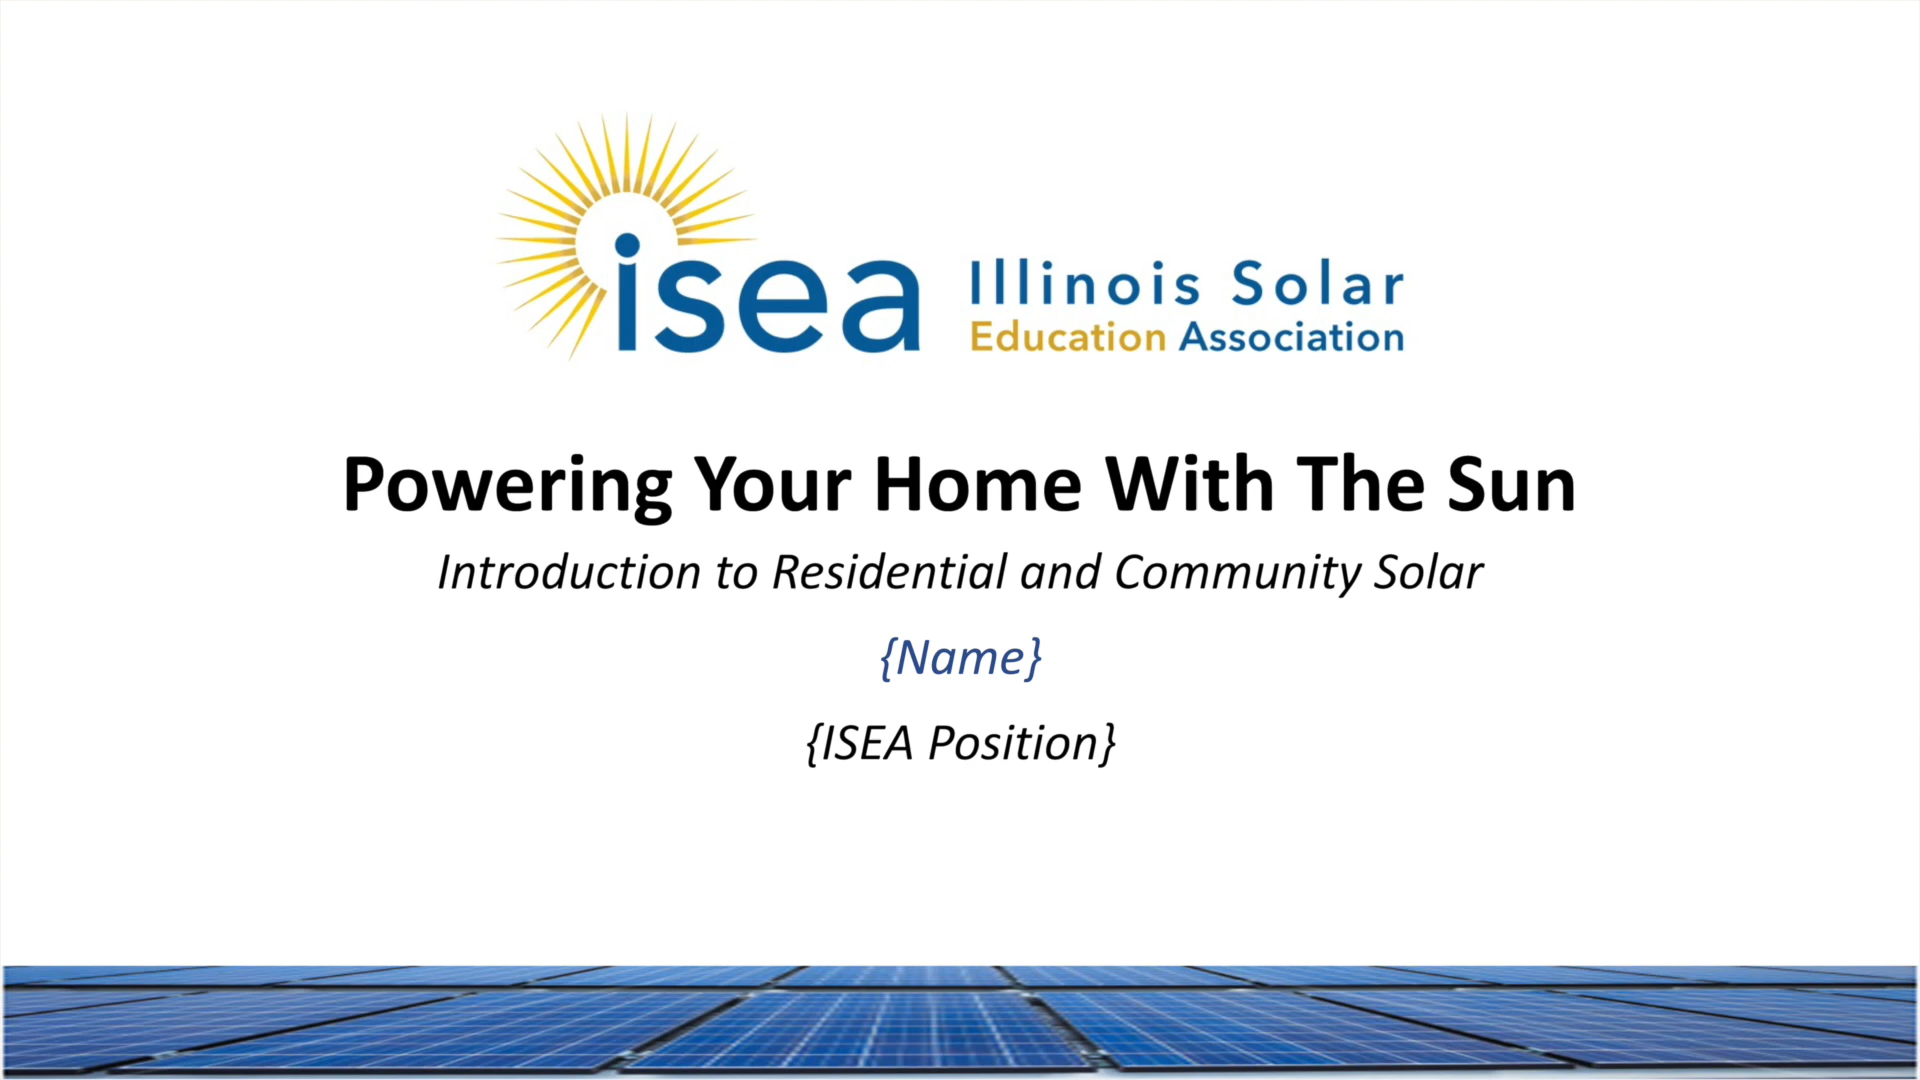 isea
Illinois Solar
Education Association
Powering Your Home With The Sun
Introduction to Residential and Community Solar
{Name}
{ISEA Position}